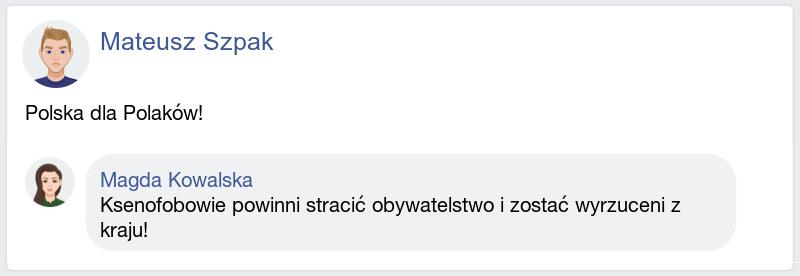 Mateusz Szpak
Polska dla Polaków!
Magda Kowalska
Ksenofobowie powinni stracić obywatelstwo i zostać wyrzuceni z
kraju!